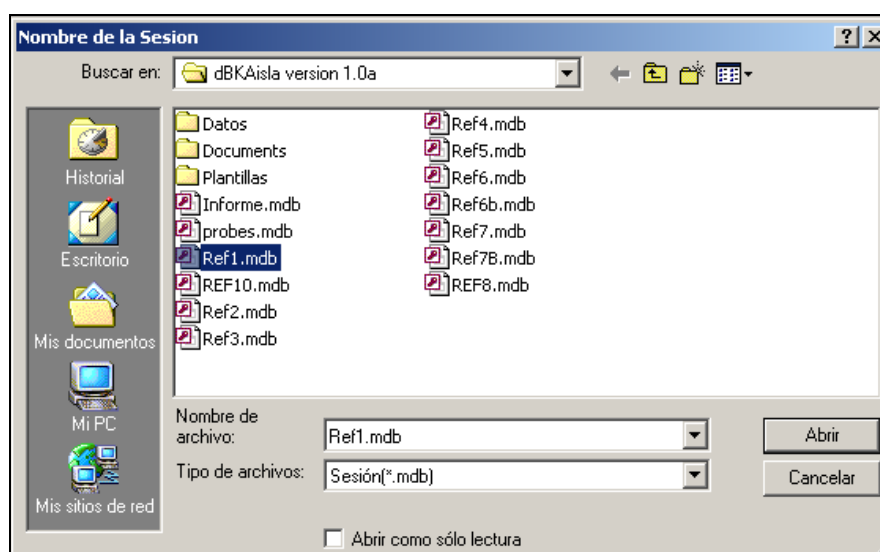 Nombre de la Sesion
Buscar en:
dBKAisla version 1.0a
Historial
Escritorio
Mis documentos
Mi PC
Mis sitios de red
Datos
Documents
Plantillas
Informe.mdb
probes.mdb
Ref1.mdb
REF10.mdb
Ref2.mdb
Ref3.mdb
Ref4.mdb
Ref5.mdb
Ref6.mdb
Ref6b.mdb
Ref7.mdb
Ref7B.mdb
REF8.mdb
Nombre de
archivo:
Ref1.mdb
Abrir
Tipo de archivos:
Sesión(*.mdb)
Cancelar
Abrir como sólo lectura